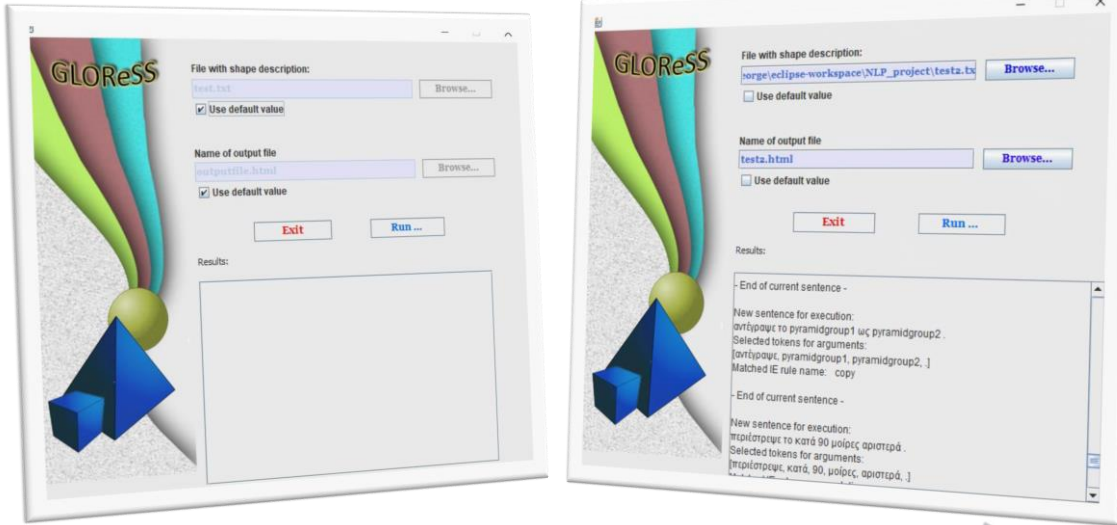 GLOReSS
File with shape description:
test.txt
Browse...
Use default value
Name of output file
outputfile.html
Browse...
Use default value
Exit
Run ...
Results:
GLOReSS
File with shape description:
eorge\eclipse-workspace\NLP_project\test2.tx
Browse...
Use default value
Name of output file
test2.html
Browse...
Use default value
Exit
Run ...
Results:
- End of current sentence -
New sentence for execution:
αντέγραψε το pyramidgroup1 ως pyramidgroup2 .
Selected tokens for arguments:
[αντέγραψε, pyramidgroup1, pyramidgroup2, .]
Matched IE rule name: copy
- End of current sentence -
New sentence for execution:
περιέστρεψε το κατά 90 μοίρες αριστερά .
Selected tokens for arguments:
[περιέστρεψε, κατά, 90, μοίρες, αριστερά, .]